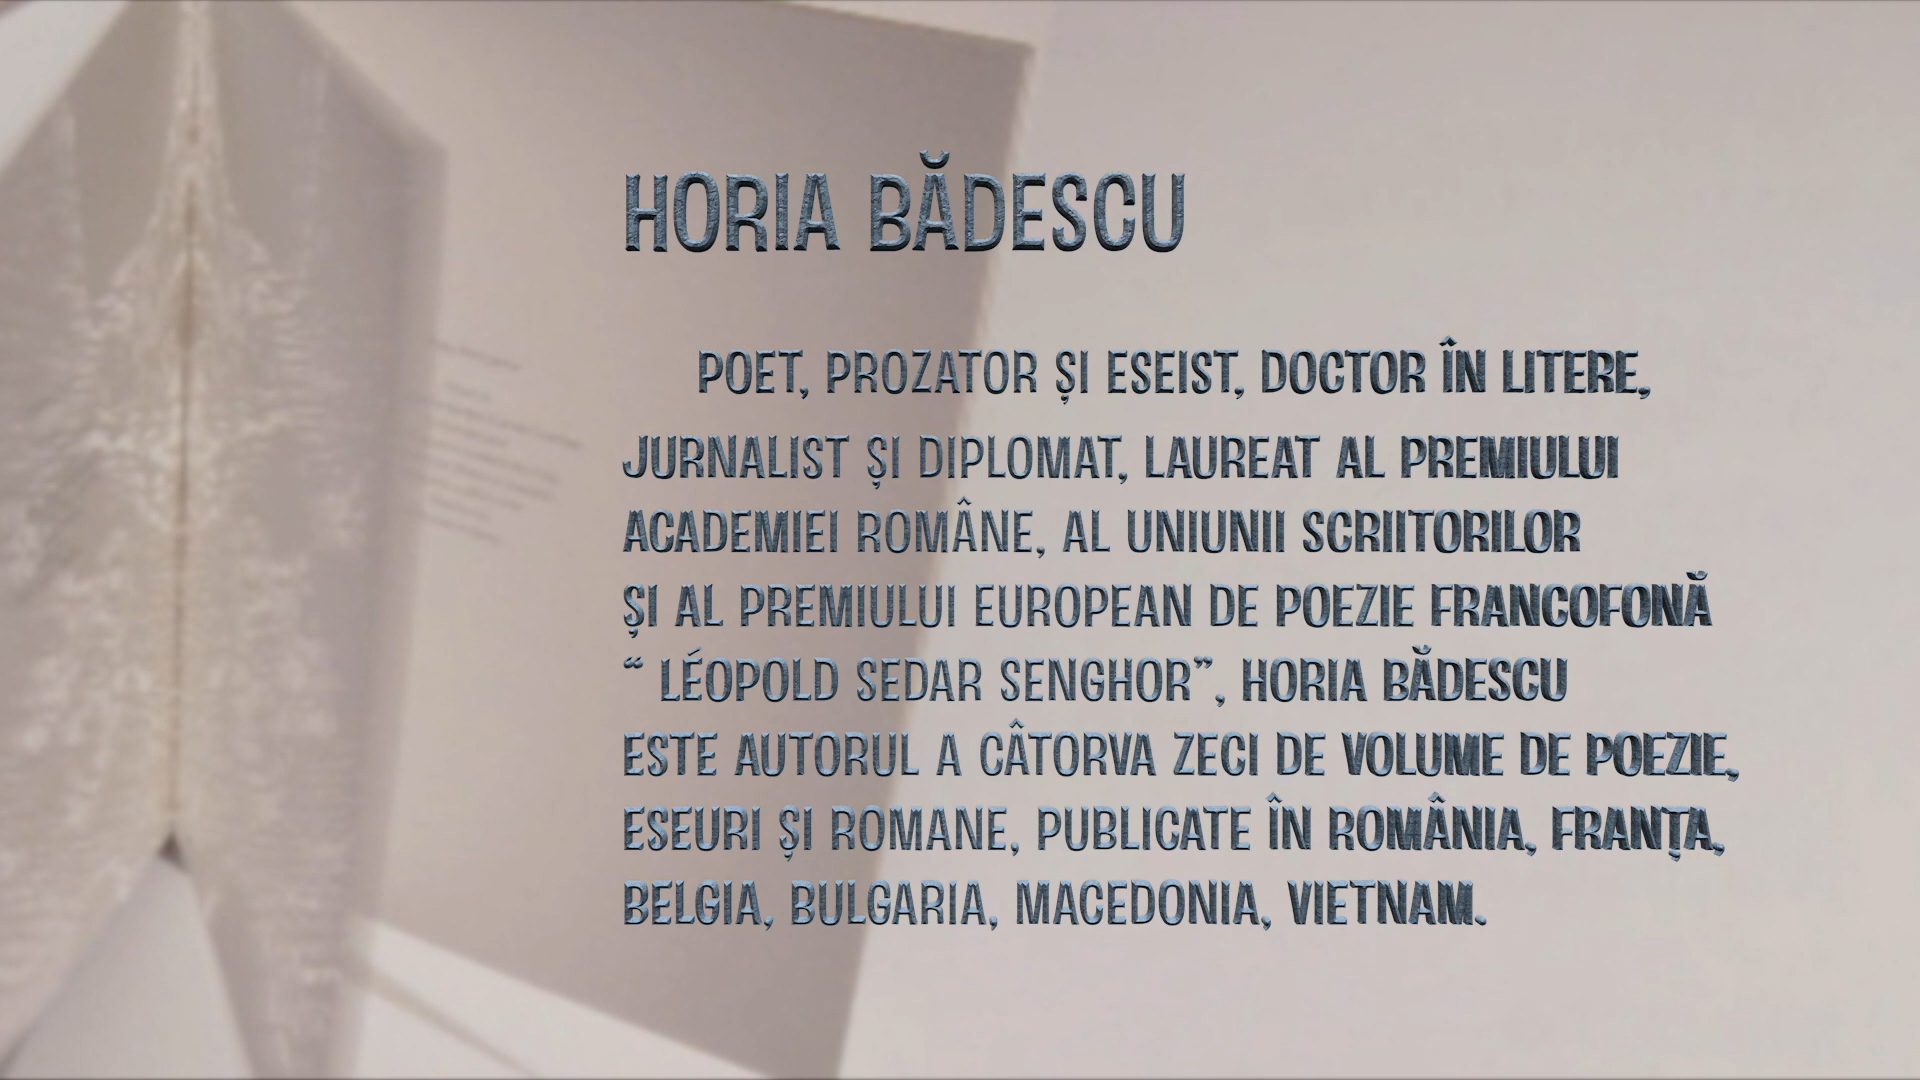 HORIA BĂDESCU
POET, PROZATOR ȘI ESEIST, DOCTOR ÎN LITERE,
JURNALIST ȘI DIPLOMAT, LAUREAT AL PREMIULUI
ACADEMIEI ROMÂNE, AL UNIUNII SCRIITORILOR
ȘI AL PREMIULUI EUROPEAN DE POEZIE FRANCOFONĂ
“ LÉOPOLD SEDAR SENGHOR”, HORIA BĂDESCU
ESTE AUTORUL A CÂTORVA ZECI DE VOLUME DE POEZIE,
ESEURI ȘI ROMANE, PUBLICATE ÎN ROMÂNIA, FRANȚA,
BELGIA, BULGARIA, MACEDONIA, VIETNAM.